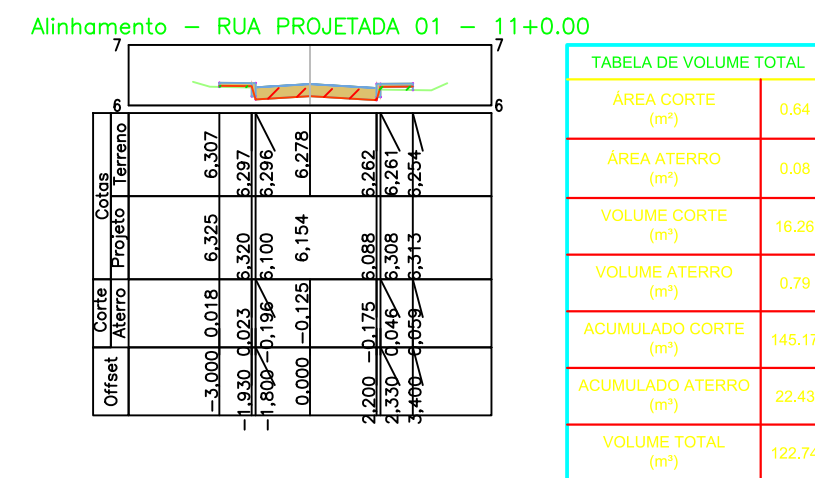 Alinhamento – RUA PROJETADA 01 – 11+0.00
7
7
6
6
Cotas
Terreno
6,307
6,297
6,296
6,278
6,262
6,261
6,254
Projeto
6,325
6,320
6,100
6,154
6,088
6,308
6,313
Corte
Aterro
0,018
0,023
-0,196
-0,125
-0,175
0,046
0,059
Offset
-3,000
-1,930
-1,800
0,000
2,200
2,330
3,400
TABELA DE VOLUME TOTAL
ÁREA CORTE
(m²)
0.64
ÁREA ATERRO
(m²)
0.08
VOLUME CORTE
(m³)
16.26
VOLUME ATERRO
(m³)
0.79
ACUMULADO CORTE
(m³)
145.17
ACUMULADO ATERRO
(m³)
22.43
VOLUME TOTAL
(m³)
122.74